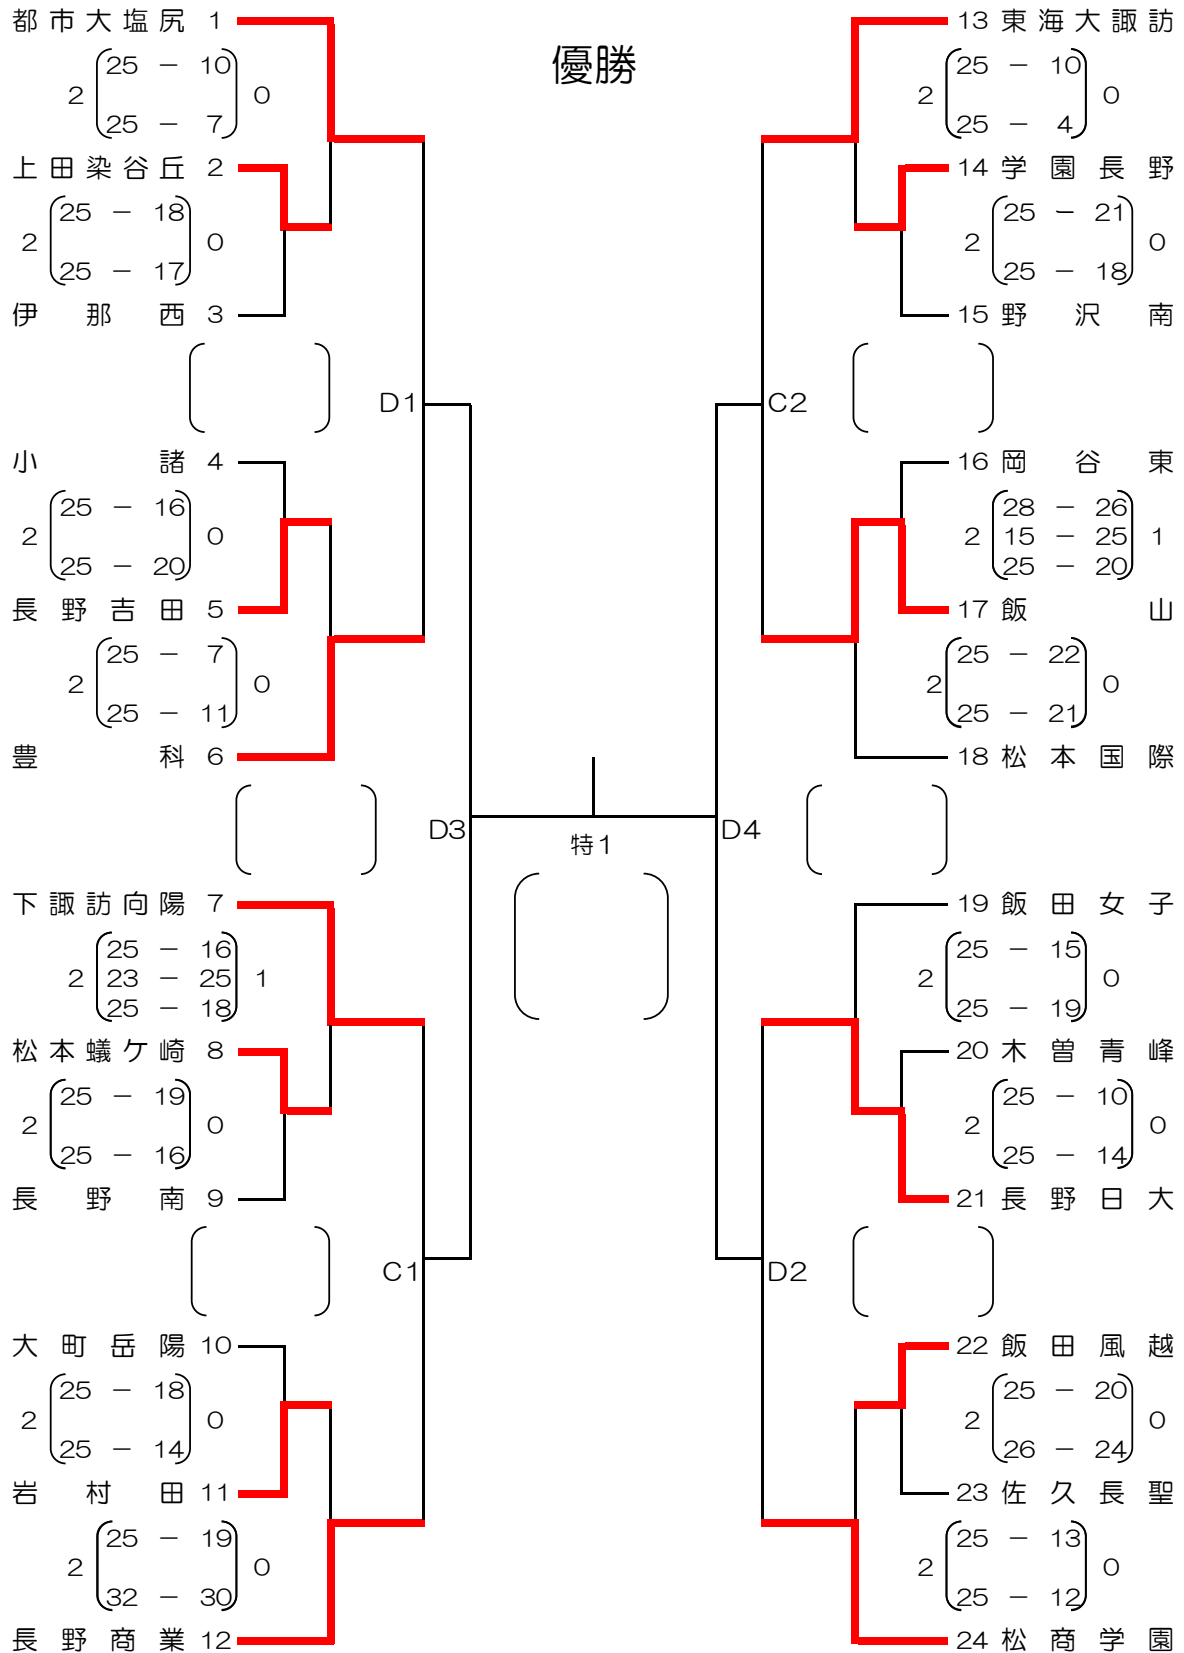 優勝
都市大塩尻 1
25 － 10
2 0
25 － 7
上田染谷丘 2
25 － 18
2 0
25 － 17
伊那西 3
D1
小諸 4
25 － 16
2 0
25 － 20
長野吉田 5
25 － 7
2 0
25 － 11
豊科 6
D3
下諏訪向陽 7
25 － 16
2 23 － 25 1
25 － 18
松本蟻ケ崎 8
25 － 19
2 0
25 － 16
長野南 9
C1
大町岳陽 10
25 － 18
2 0
25 － 14
岩村田 11
25 － 19
2 0
32 － 30
長野商業 12
特1
13 東海大諏訪
25 － 10
2 0
25 － 4
14 学園長野
25 － 21
2 0
25 － 18
15 野沢南
C2
16 岡谷東
28 － 26
2 15 － 25 1
25 － 20
17 飯山
25 － 22
2 0
25 － 21
18 松本国際
D4
19 飯田女子
25 － 15
2 0
25 － 19
20 木曽青峰
25 － 10
2 0
25 － 14
21 長野日大
D2
22 飯田風越
25 － 20
2 0
26 － 24
23 佐久長聖
25 － 13
2 0
25 － 12
24 松商学園